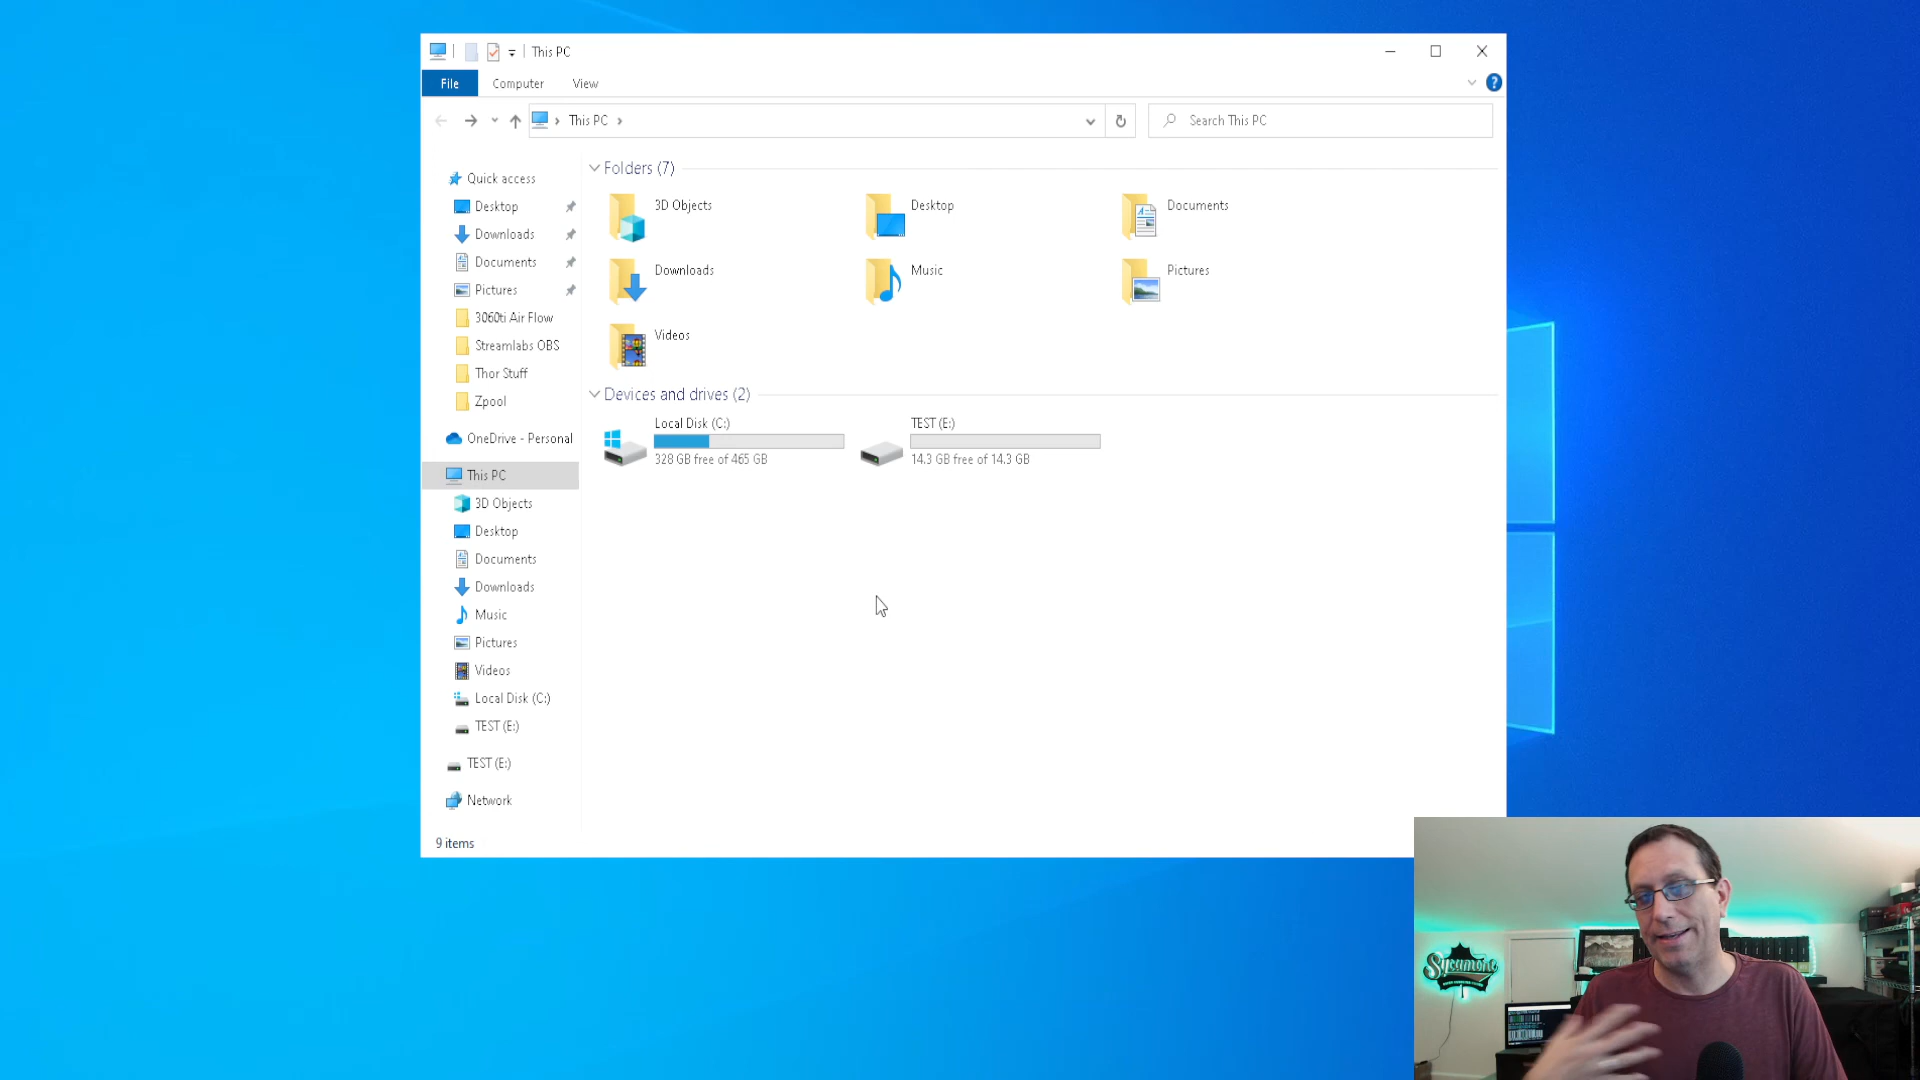 This PC
File Computer View
This PC
Search This PC
Quick access
Desktop
Downloads
Documents
Pictures
3060ti Air Flow
Streamlabs OBS
Thor Stuff
Zpool
OneDrive - Personal
This PC
3D Objects
Desktop
Documents
Downloads
Music
Pictures
Videos
Local Disk (C:)
TEST (E:)
TEST (E:)
Network
Folders (7)
3D Objects
Desktop
Documents
Downloads
Music
Pictures
Videos
Devices and drives (2)
Local Disk (C:)
328 GB free of 465 GB
TEST (E:)
14.3 GB free of 14.3 GB
9 items
Sycamore